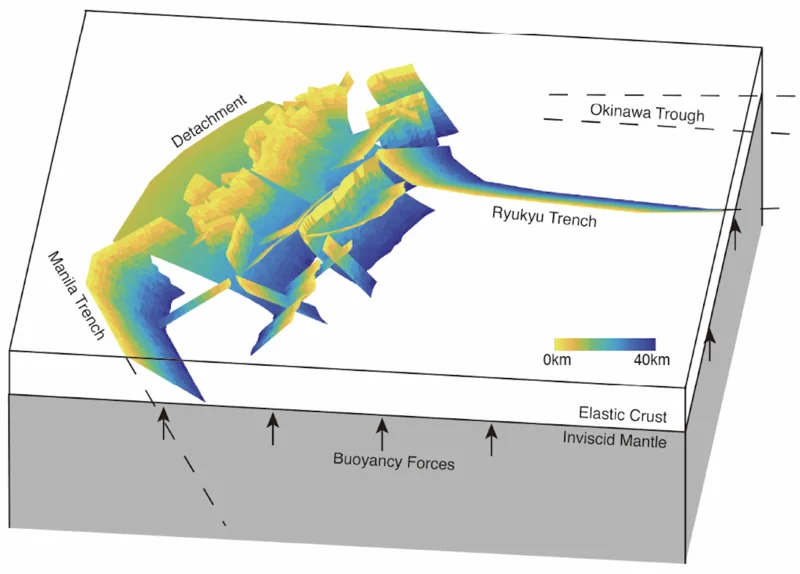 Detachment
Okinawa Trough
Ryukyu Trench
Manila Trench
0km 40km
Elastic Crust
Inviscid Mantle
Buoyancy Forces